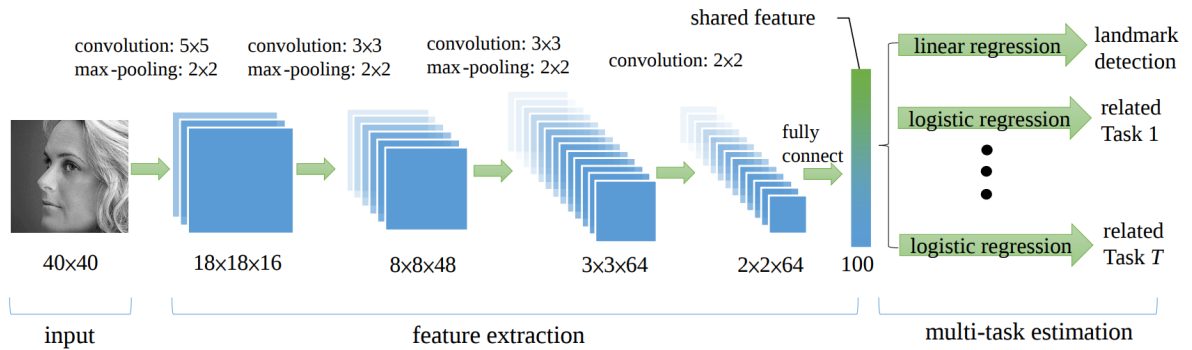 shared feature
convolution: 5×5
max-pooling: 2×2
convolution: 3×3
max-pooling: 2×2
convolution: 3×3
max-pooling: 2×2
convolution: 2×2
fully
connect
linear regression
landmark
detection
logistic regression
related
Task 1
logistic regression
related
Task T
40×40
18×18×16
8×8×48
3×3×64
2×2×64
100
input
feature extraction
multi-task estimation